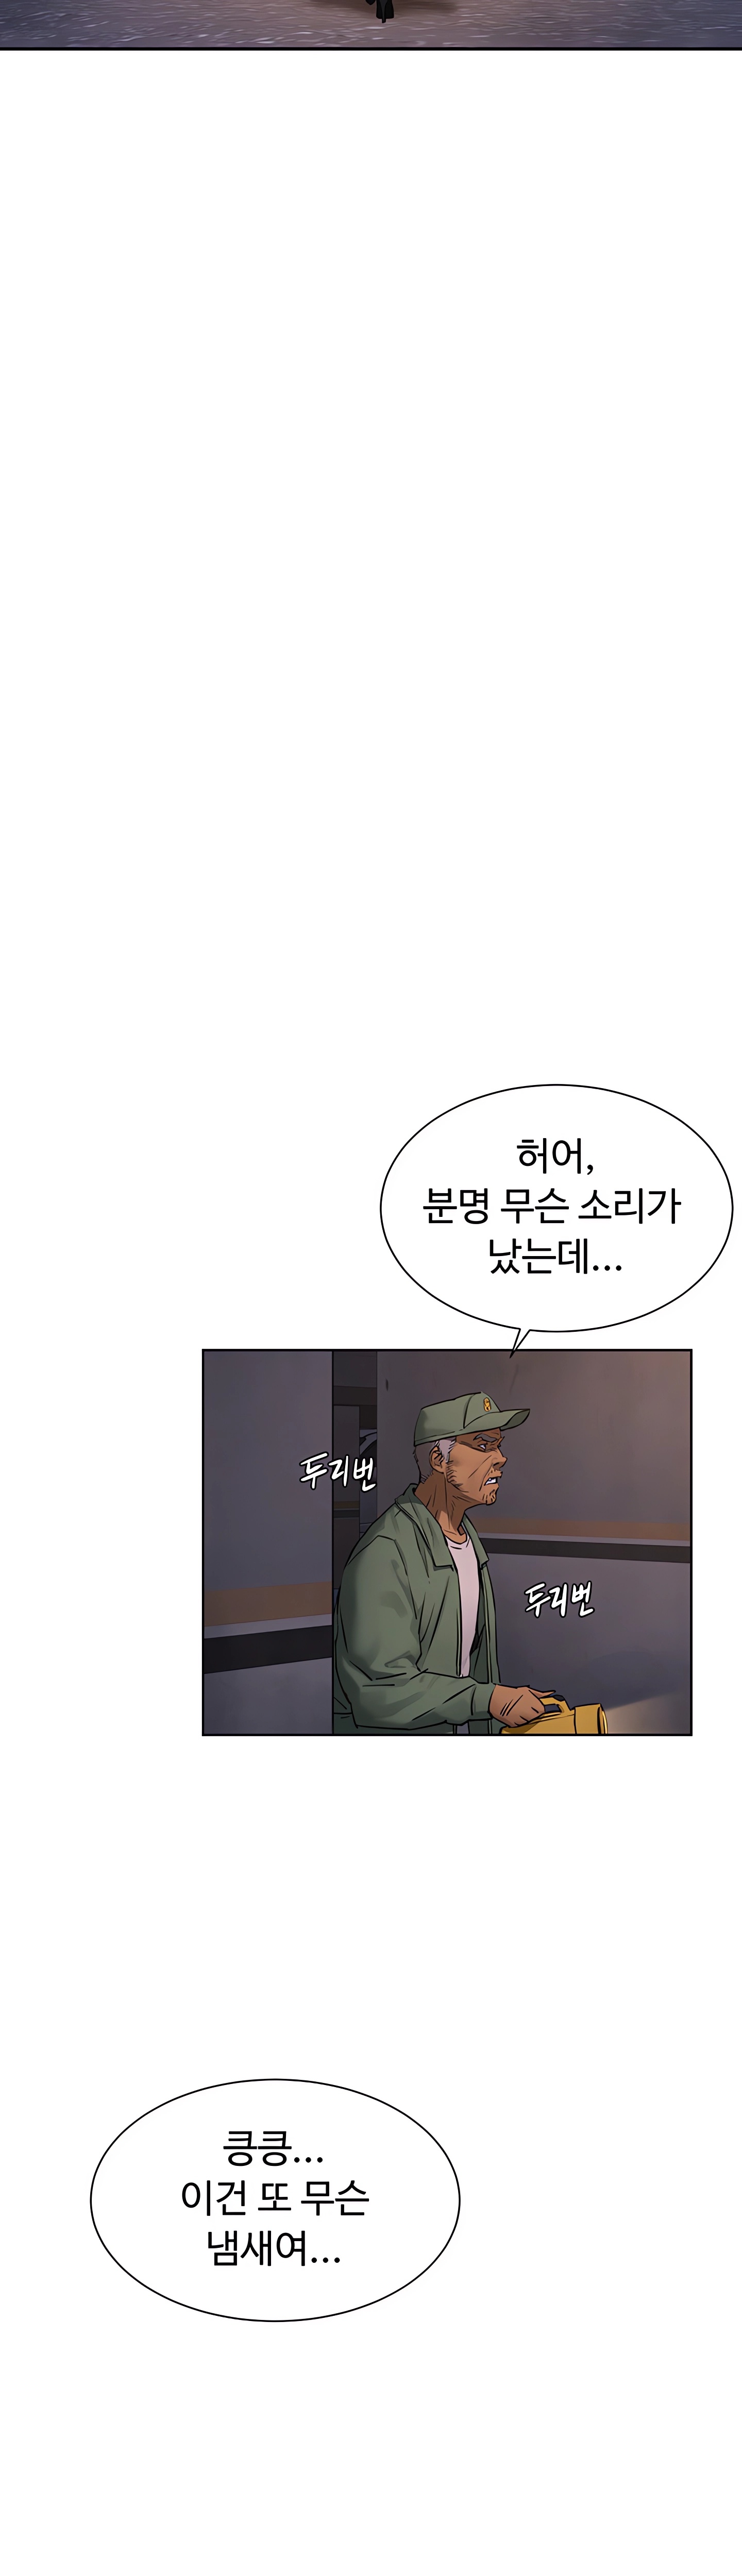 허어,
분명 무슨 소리가
났는데...
두리번
두리번
킁킁...
이건 또 무슨
냄새여...